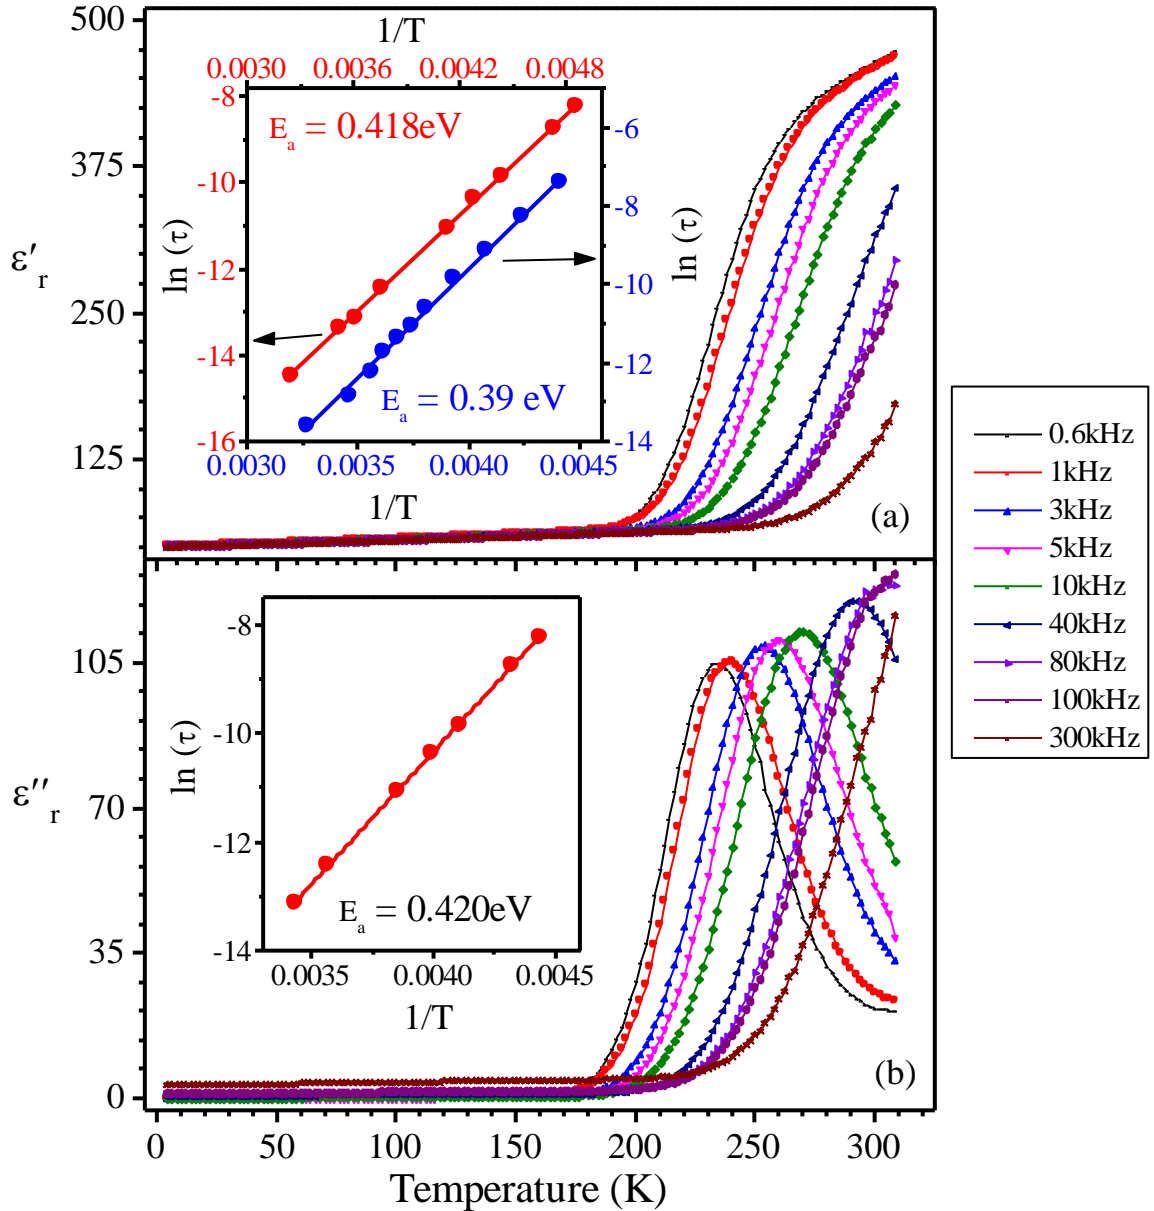 500
375
250
125
ε′r
1/T
0.0030 0.0036 0.0042 0.0048
-8
-10
-12
-14
-16
ln (τ)
Ea = 0.418eV
-6
-8
-10
-12
-14
ln (τ)
Ea = 0.39 eV
0.0030 0.0035 0.0040 0.0045
1/T
(a)
0.6kHz
1kHz
3kHz
5kHz
10kHz
40kHz
80kHz
100kHz
300kHz
105
70
35
0
ε′′r
-8
-10
-12
-14
ln (τ)
Ea = 0.420eV
0.0035 0.0040 0.0045
1/T
(b)
0 50 100 150 200 250 300
Temperature (K)